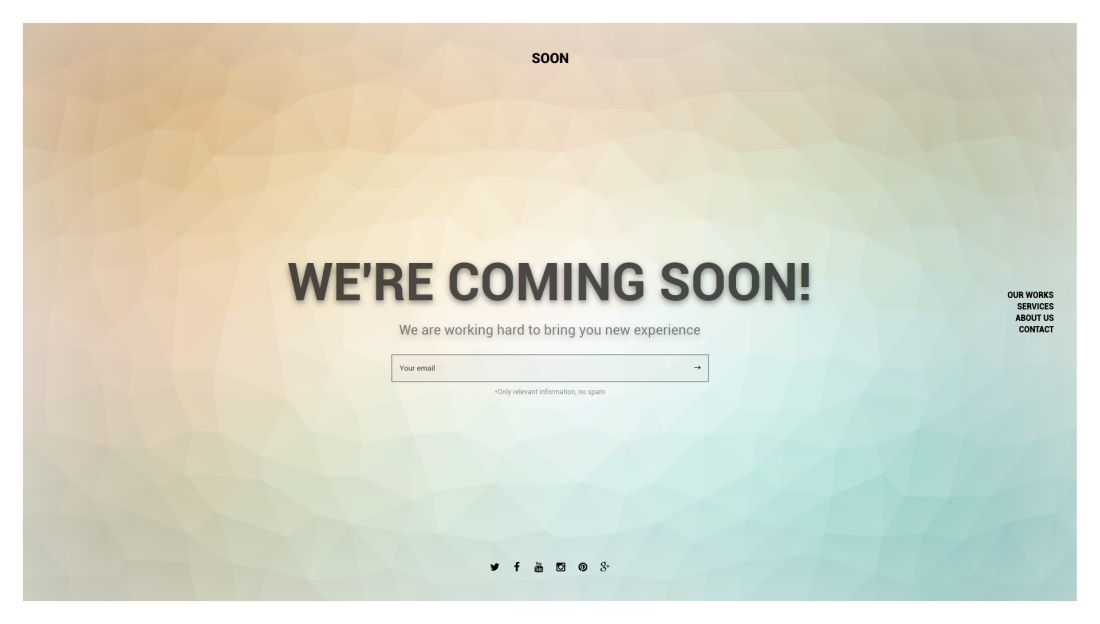 SOON
WE'RE COMING SOON!
We are working hard to bring you new experience
Your email →
*Only relevant information, no spam
OUR WORKS
SERVICES
ABOUT US
CONTACT